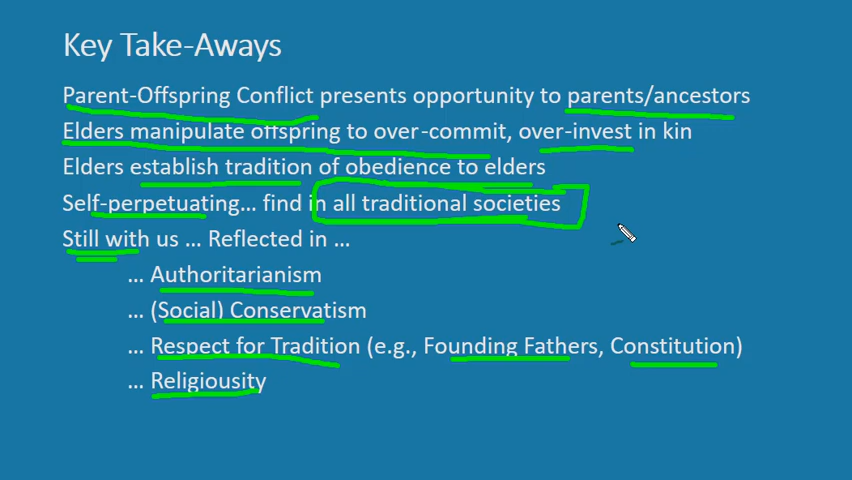 Key Take-Aways
Parent-Offspring Conflict presents opportunity to parents/ancestors
Elders manipulate offspring to over-commit, over-invest in kin
Elders establish tradition of obedience to elders
Self-perpetuating... find in all traditional societies
Still with us ... Reflected in ...
... Authoritarianism
... (Social) Conservatism
... Respect for Tradition (e.g., Founding Fathers, Constitution)
... Religiousity